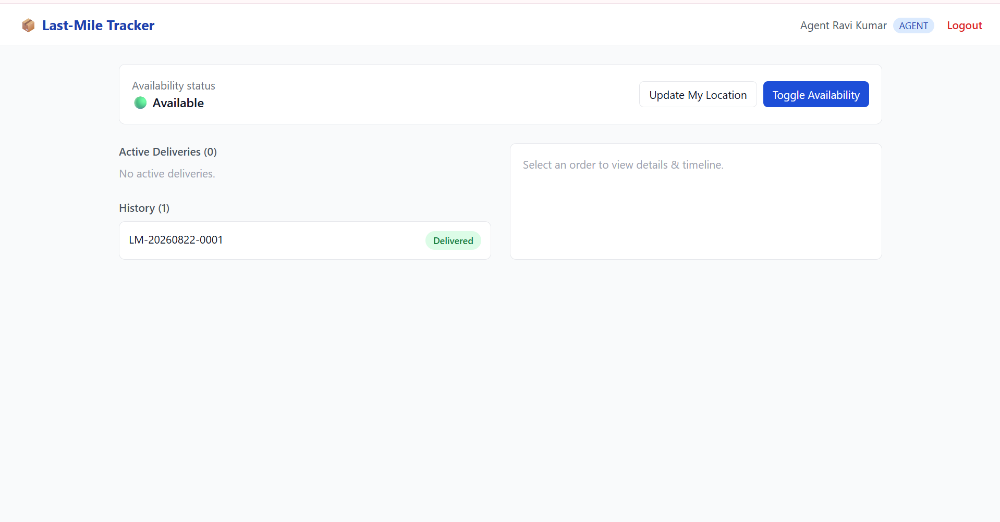 Last-Mile Tracker
Agent Ravi Kumar AGENT Logout
Availability status
Available
Update My Location Toggle Availability
Active Deliveries (0)
No active deliveries.
History (1)
LM-20260822-0001 Delivered
Select an order to view details & timeline.